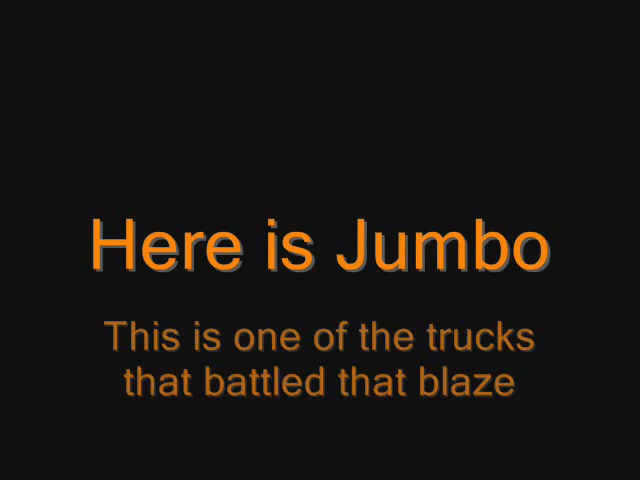 Here is Jumbo
This is one of the trucks
that battled that blaze